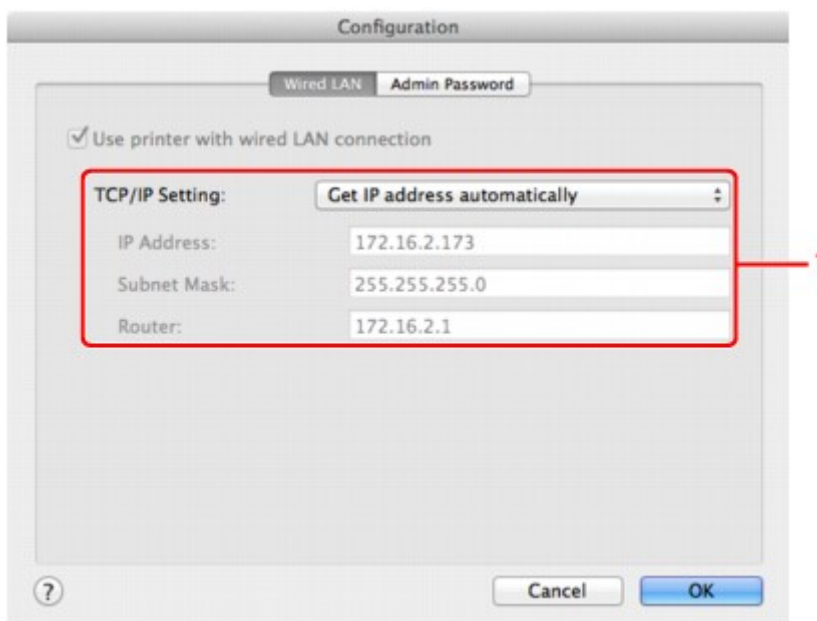 Configuration
Wired LAN Admin Password
Use printer with wired LAN connection
TCP/IP Setting: Get IP address automatically
IP Address: 172.16.2.173
Subnet Mask: 255.255.255.0
Router: 172.16.2.1
? Cancel OK